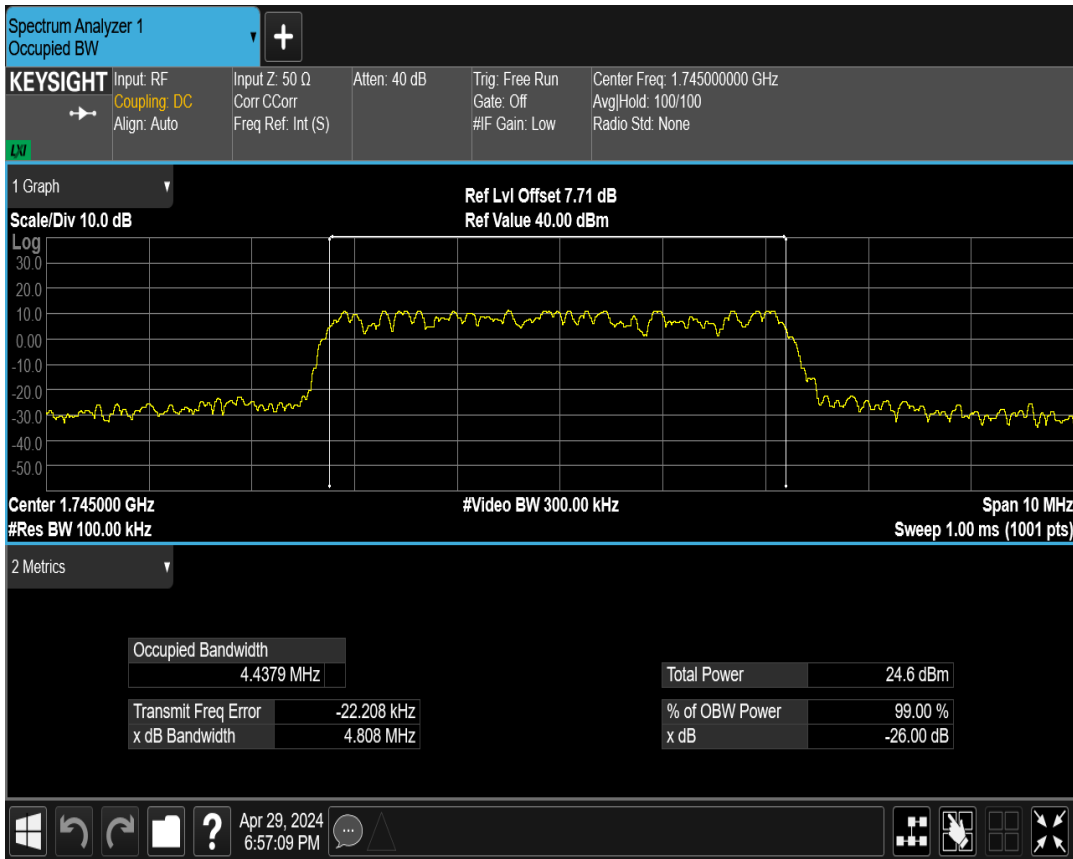 Spectrum Analyzer 1
Occupied BW
+
KEYSIGHT
LXI
Input: RF
Coupling: DC
Align: Auto
Input Z: 50 Ω
Corr CCorr
Freq Ref: Int (S)
Atten: 40 dB
Trig: Free Run
Gate: Off
#IF Gain: Low
Center Freq: 1.745000000 GHz
Avg|Hold: 100/100
Radio Std: None
1 Graph
Scale/Div 10.0 dB
Ref Lvl Offset 7.71 dB
Ref Value 40.00 dBm
Log
30.0
20.0
10.0
0.00
-10.0
-20.0
-30.0
-40.0
-50.0
Center 1.745000 GHz
#Video BW 300.00 kHz
Span 10 MHz
#Res BW 100.00 kHz
Sweep 1.00 ms (1001 pts)
2 Metrics
Occupied Bandwidth
4.4379 MHz
Total Power 24.6 dBm
Transmit Freq Error -22.208 kHz
% of OBW Power 99.00 %
x dB Bandwidth 4.808 MHz
x dB -26.00 dB
?
Apr 29, 2024
6:57:09 PM